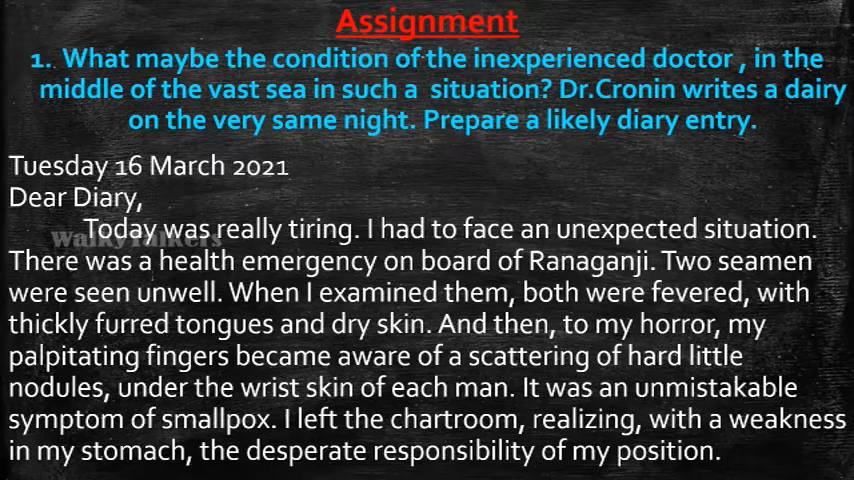 Assignment
1.. What maybe the condition of the inexperienced doctor , in the
middle of the vast sea in such a situation? Dr.Cronin writes a dairy
on the very same night. Prepare a likely diary entry.
Tuesday 16 March 2021
Dear Diary,
Today was really tiring. I had to face an unexpected situation.
WalkyTalkers
There was a health emergency on board of Ranaganji. Two seamen
were seen unwell. When I examined them, both were fevered, with
thickly furred tongues and dry skin. And then, to my horror, my
palpitating fingers became aware of a scattering of hard little
nodules, under the wrist skin of each man. It was an unmistakable
symptom of smallpox. I left the chartroom, realizing, with a weakness
in my stomach, the desperate responsibility of my position.